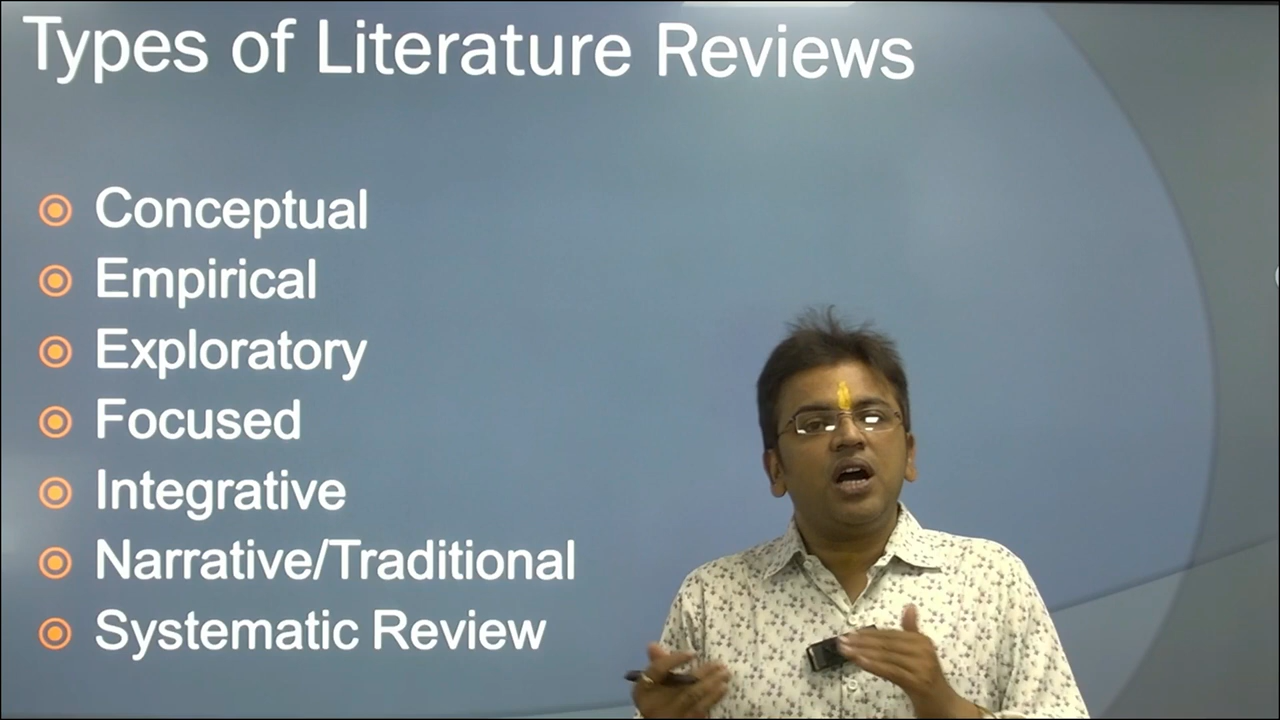 Types of Literature Reviews
Conceptual
Empirical
Exploratory
Focused
Integrative
Narrative/Traditional
Systematic Review